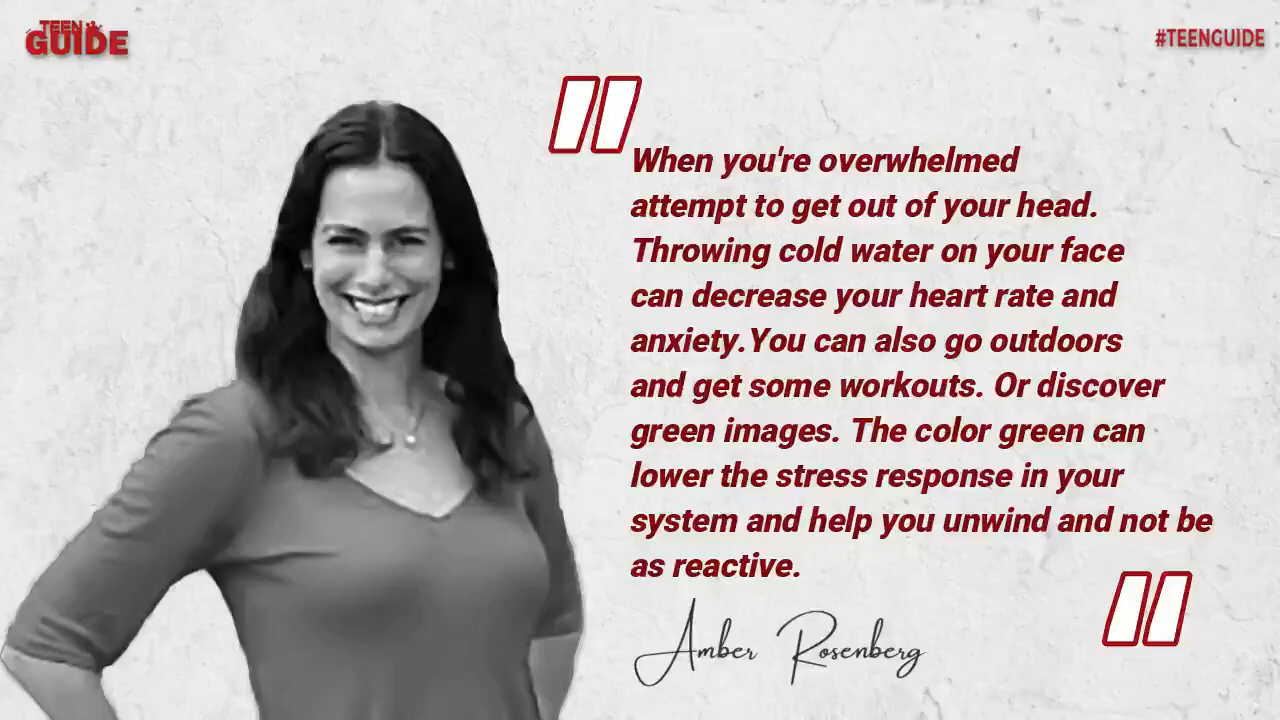 TEEN
GUIDE
#TEENGUIDE
When you're overwhelmed
attempt to get out of your head.
Throwing cold water on your face
can decrease your heart rate and
anxiety.You can also go outdoors
and get some workouts. Or discover
green images. The color green can
lower the stress response in your
system and help you unwind and not be
as reactive.
Amber Rosenberg